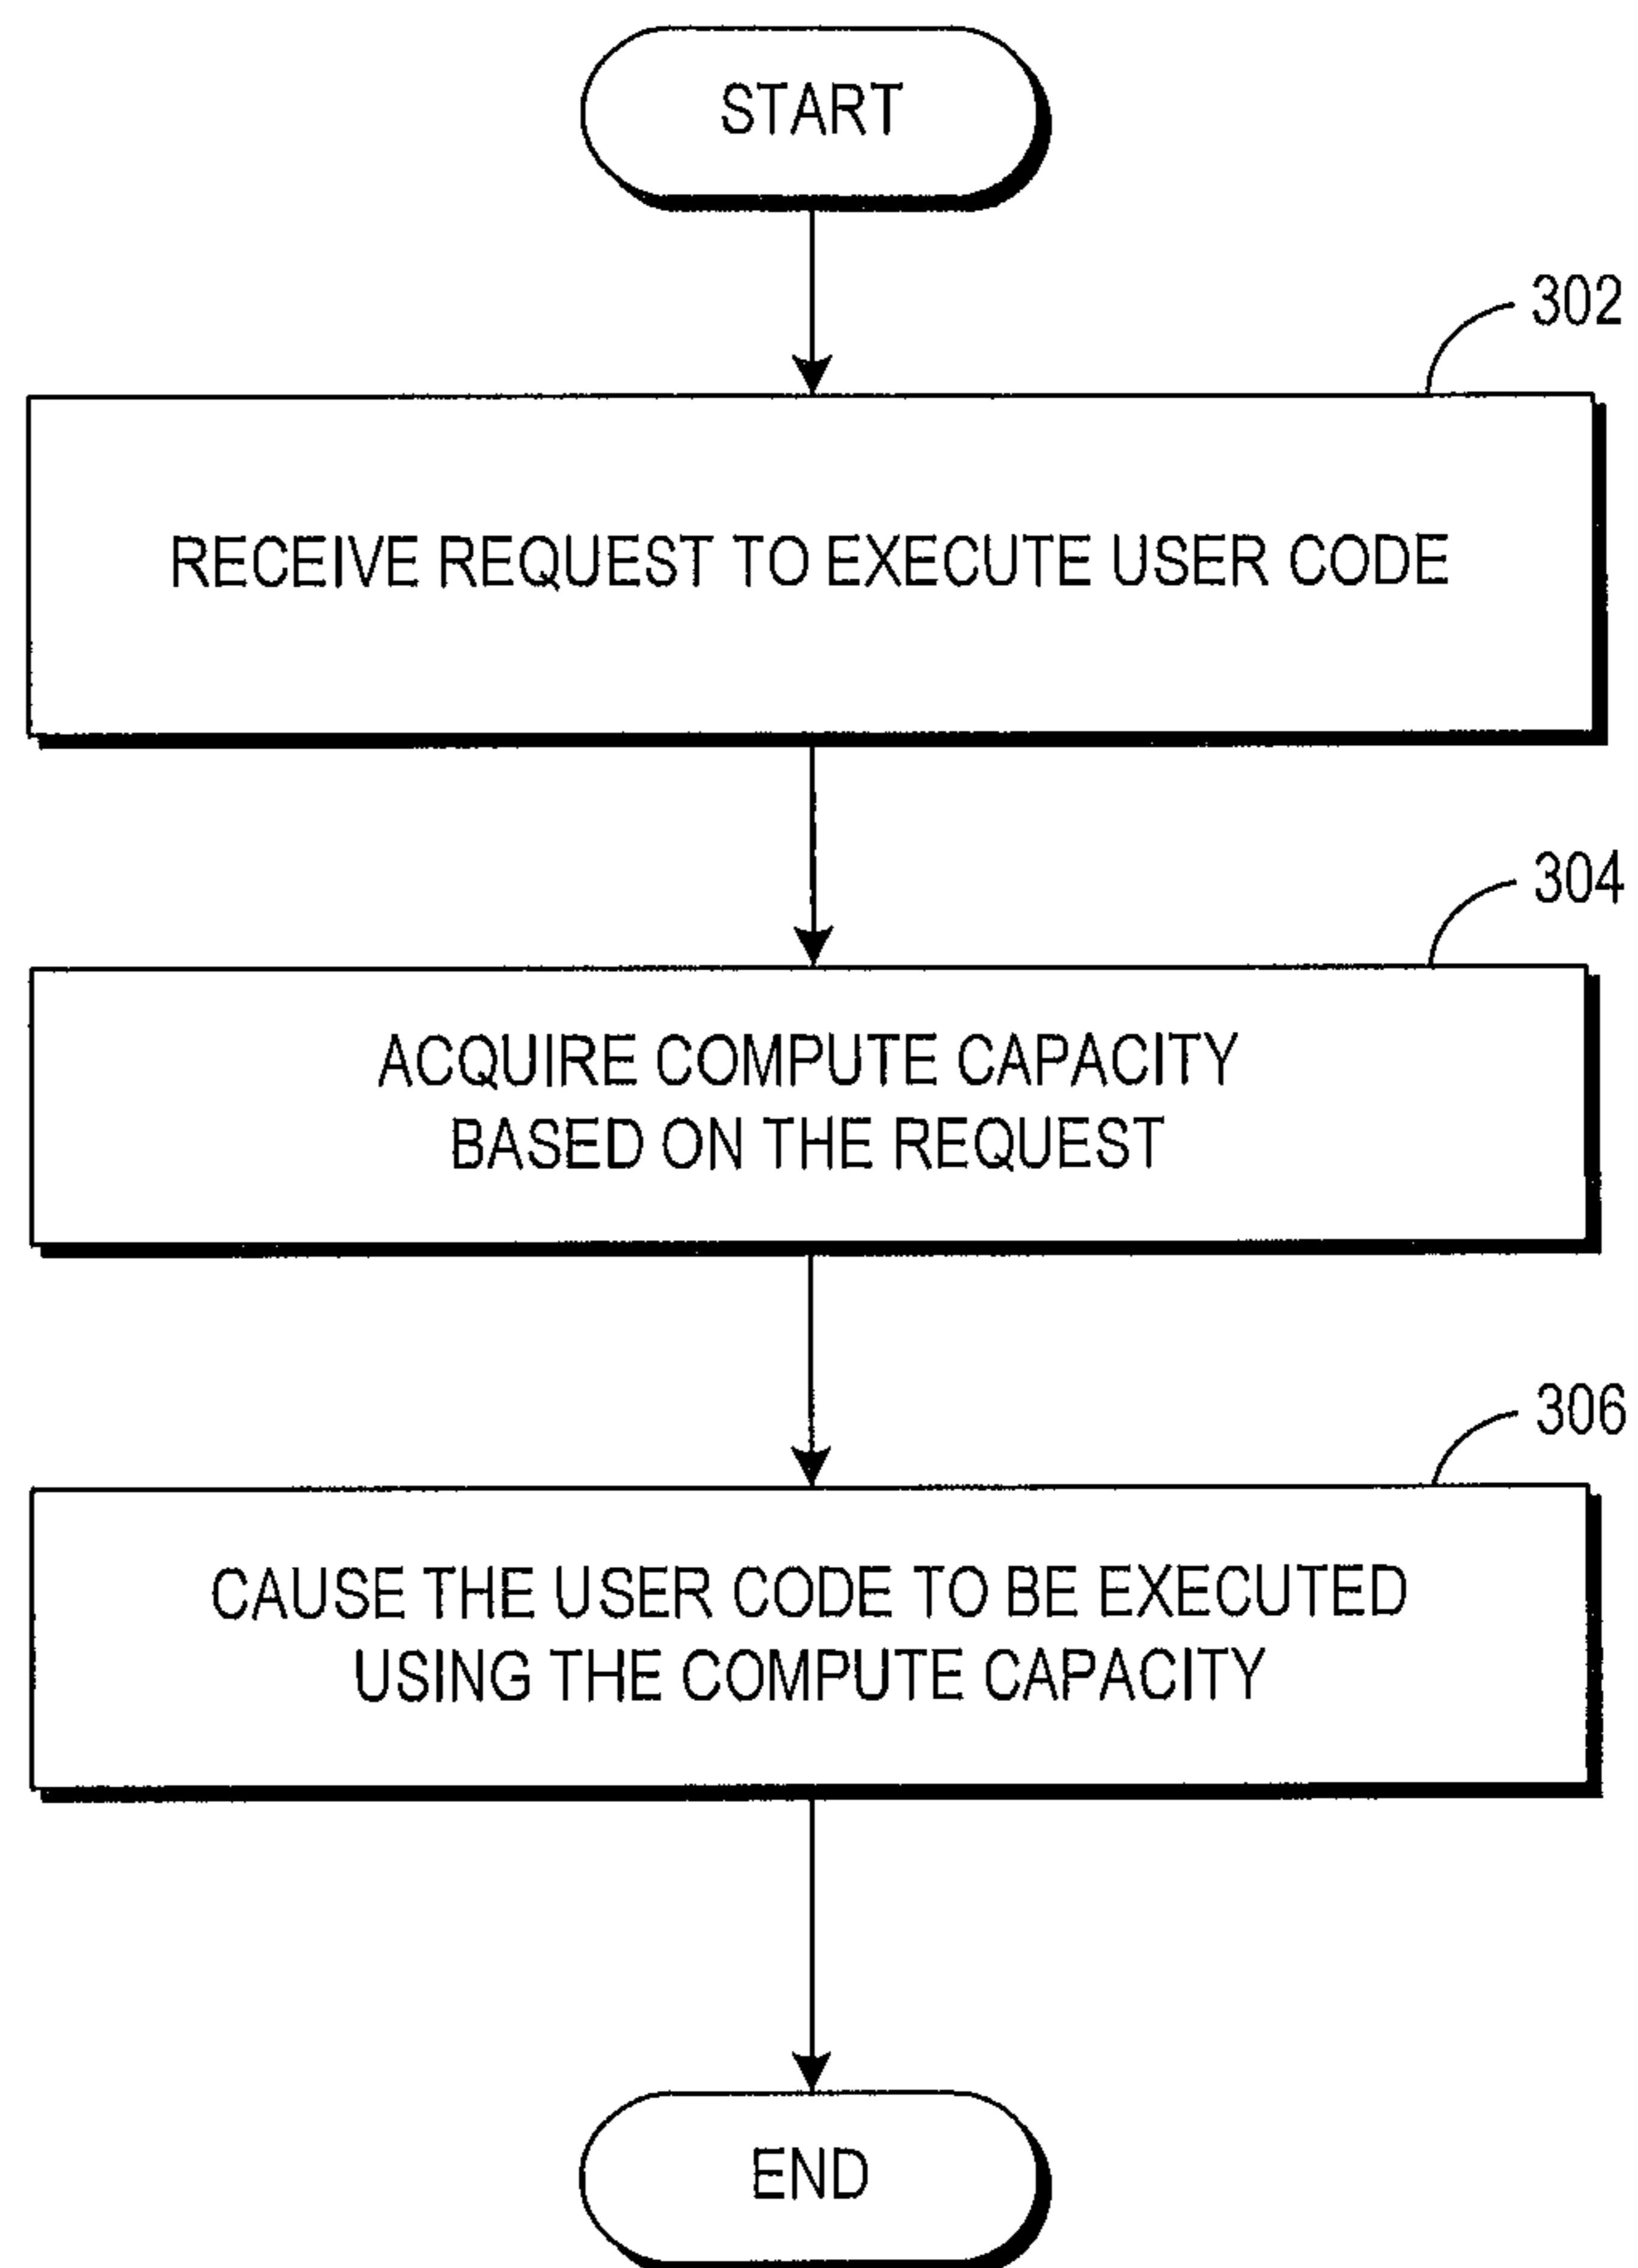 START
302
RECEIVE REQUEST TO EXECUTE USER CODE
304
ACQUIRE COMPUTE CAPACITY
BASED ON THE REQUEST
306
CAUSE THE USER CODE TO BE EXECUTED
USING THE COMPUTE CAPACITY
END